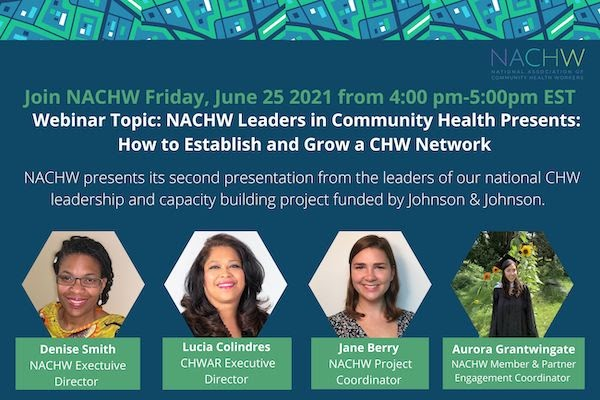 NACHW
NATIONAL ASSOCIATION OF
COMMUNITY HEALTH WORKERS
Join NACHW Friday, June 25 2021 from 4:00 pm-5:00pm EST
Webinar Topic: NACHW Leaders in Community Health Presents:
How to Establish and Grow a CHW Network
NACHW presents its second presentation from the leaders of our national CHW
leadership and capacity building project funded by Johnson & Johnson.
Denise Smith
NACHW Exectuive
Director
Lucia Colindres
CHWAR Executive
Director
Jane Berry
NACHW Project
Coordinator
Aurora Grantwingate
NACHW Member & Partner
Engagement Coordinator